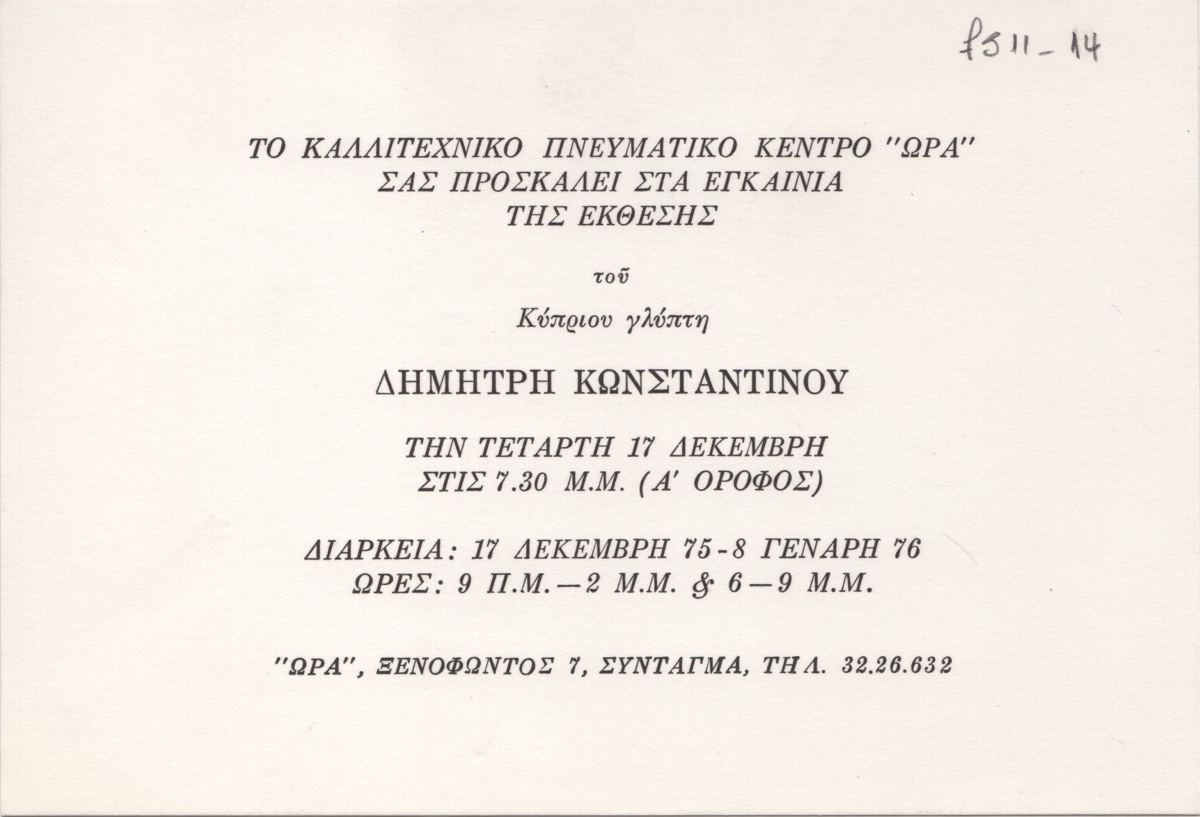 f511-14
ΤΟ ΚΑΛΛΙΤΕΧΝΙΚΟ ΠΝΕΥΜΑΤΙΚΟ ΚΕΝΤΡΟ "ΩΡΑ"
ΣΑΣ ΠΡΟΣΚΑΛΕΙ ΣΤΑ ΕΓΚΑΙΝΙΑ
ΤΗΣ ΕΚΘΕΣΗΣ
τοῦ
Κύπριου γλύπτη
ΔΗΜΗΤΡΗ ΚΩΝΣΤΑΝΤΙΝΟΥ
ΤΗΝ ΤΕΤΑΡΤΗ 17 ΔΕΚΕΜΒΡΗ
ΣΤΙΣ 7.30 Μ.Μ. (Α' ΟΡΟΦΟΣ)
ΔΙΑΡΚΕΙΑ: 17 ΔΕΚΕΜΒΡΗ 75-8 ΓΕΝΑΡΗ 76
ΩΡΕΣ: 9 Π.Μ.—2 Μ.Μ. & 6—9 Μ.Μ.
"ΩΡΑ", ΞΕΝΟΦΩΝΤΟΣ 7, ΣΥΝΤΑΓΜΑ, ΤΗΛ. 32.26.632